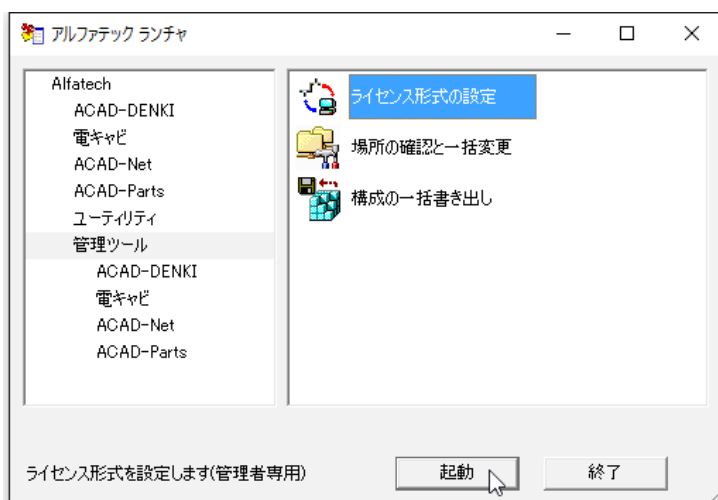 アルファテック ランチャ
Alfatech
ACAD-DENKI
電キャビ
ACAD-Net
ACAD-Parts
ユーティリティ
管理ツール
ACAD-DENKI
電キャビ
ACAD-Net
ACAD-Parts
ライセンス形式の設定
場所の確認と一括変更
構成の一括書き出し
ライセンス形式を設定します(管理者専用)
起動
終了